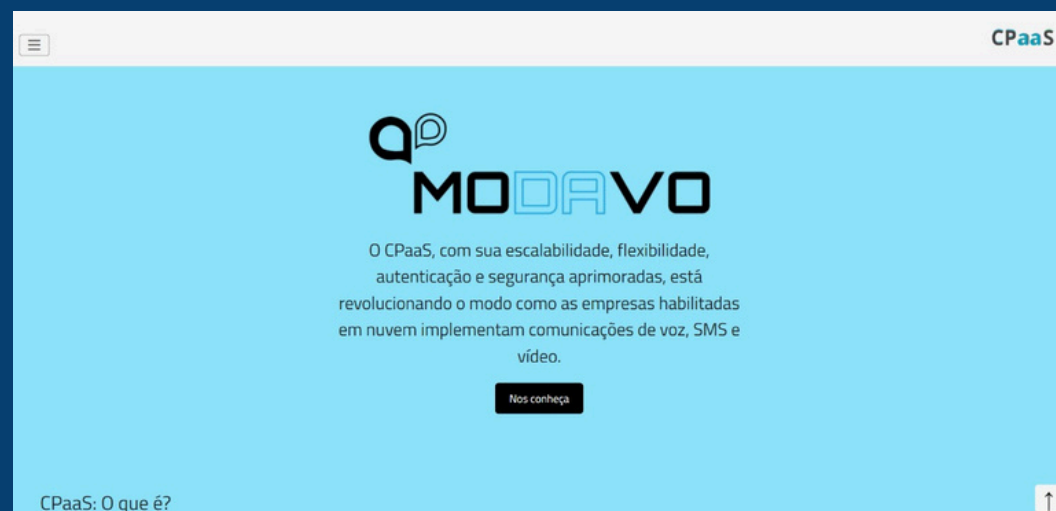 CPaaS
MODAVO
O CPaaS, com sua escalabilidade, flexibilidade,
autenticação e segurança aprimoradas, está
revolucionando o modo como as empresas habilitadas
em nuvem implementam comunicações de voz, SMS e
vídeo.
Nos conheça
CPaaS: O que é?